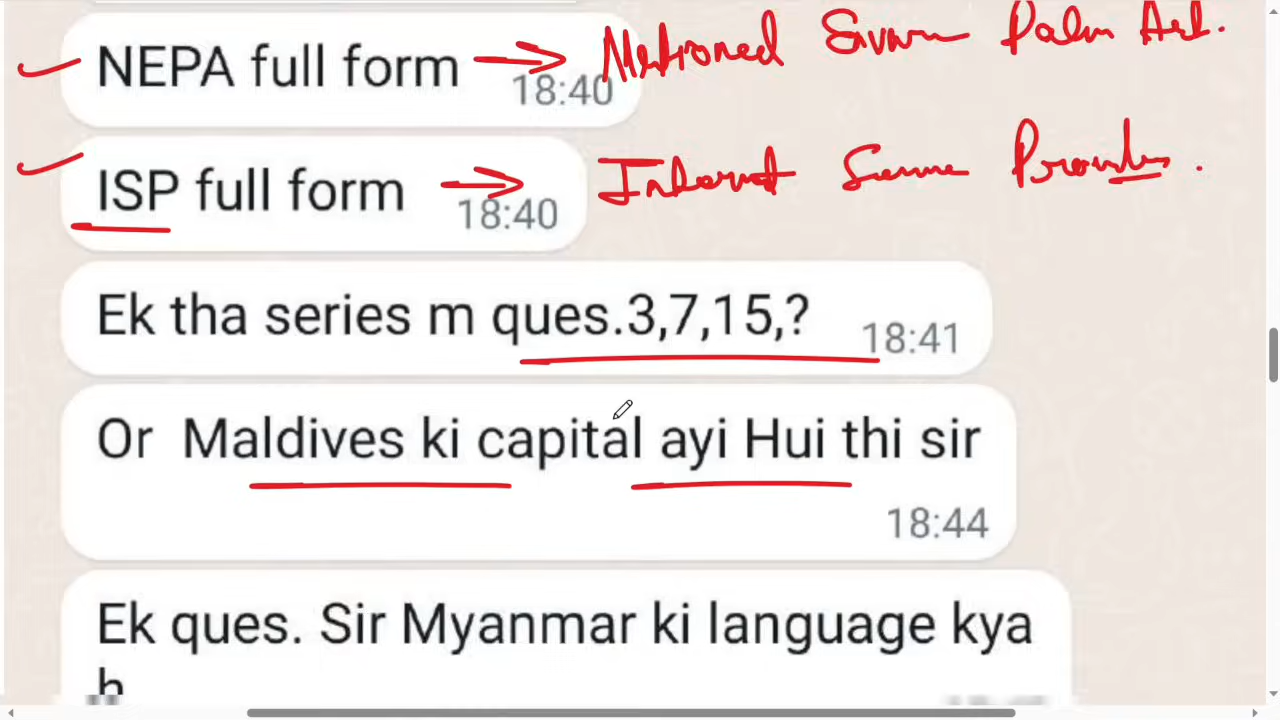 NEPA full form → 18:40
Palm Act.
ISP full form → 18:40
Internet Provider.
Ek tha series m ques.3,7,15,? 18:41
Or Maldives ki capital ayi Hui thi sir
18:44
Ek ques. Sir Myanmar ki language kya
h